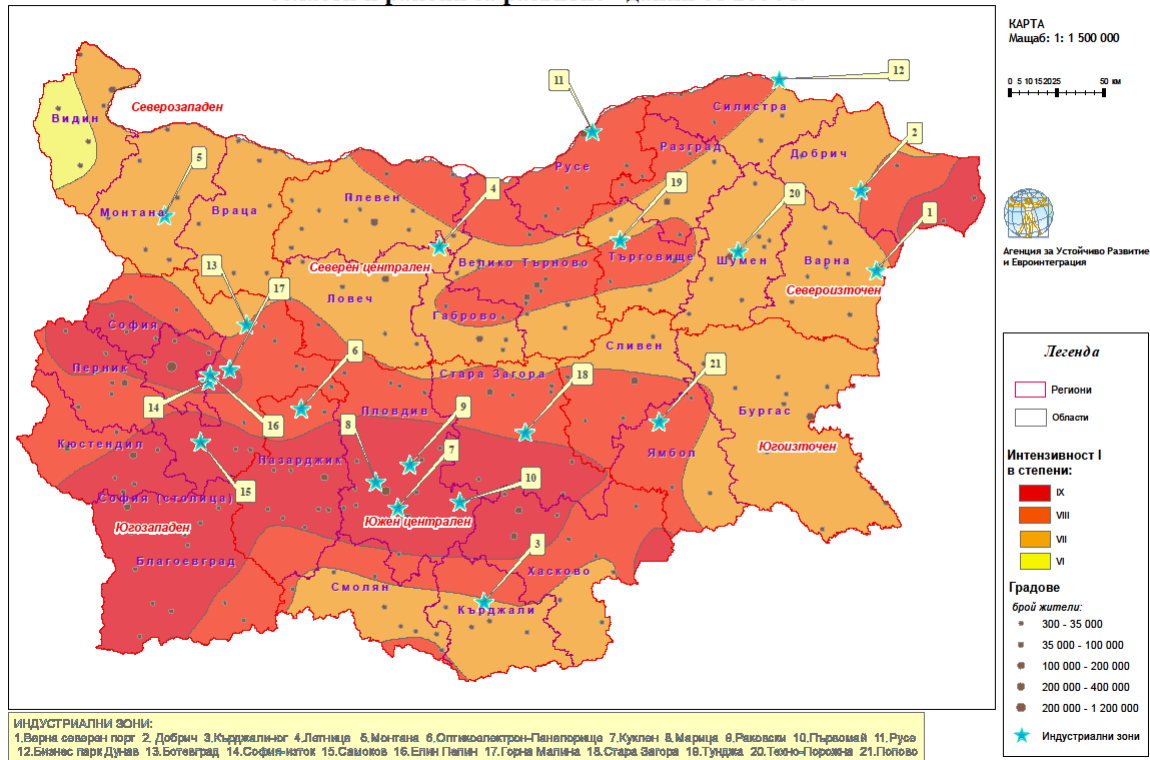 КАРТА
Мащаб: 1: 1 500 000
0 5 10 15 20 25 50 км
Агенция за Устойчиво Развитие
и Евроинтеграция
Легенда
Региони
Области
Интензивност I
в степени:
IX
VIII
VII
VI
Градове
брой жители:
300 - 35 000
35 000 - 100 000
100 000 - 200 000
200 000 - 400 000
200 000 - 1 200 000
Индустриални зони
12
11
Северозападен
Силистра
Видин
Разград
Добрич
2
Русе
5
19
4
20
Плевен
1
Монтана
Враца
Търговище
Велико Търново
Шумен
Варна
13
Северен централен
17
Североизточен
Ловеч
Габрово
София
6
Сливен
21
Перник
Стара Загора
18
14
16
Пловдив
9
Бургас
8
Кюстендил
7
Югоизточен
Пазарджик
Ямбол
10
15
София (столица)
Южен централен
Югозападен
3
Благоевград
Хасково
Смолян
Кърджали
ИНДУСТРИАЛНИ ЗОНИ:
1.Варна северен порт 2. Добрич 3.Кърджали-юг 4.Летница 5.Монтана 6.Оптикоелектрон-Панагюрище 7.Куклен 8.Марица 9.Раковски 10.Първомай 11.Русе
12.Бизнес парк Дунав 13.Ботевград 14.София-изток 15.Самоков 16.Елин Пелин 17.Горна Малина 18.Стара Загора 19.Тунджа 20.Техно-Порожна 21.Попово